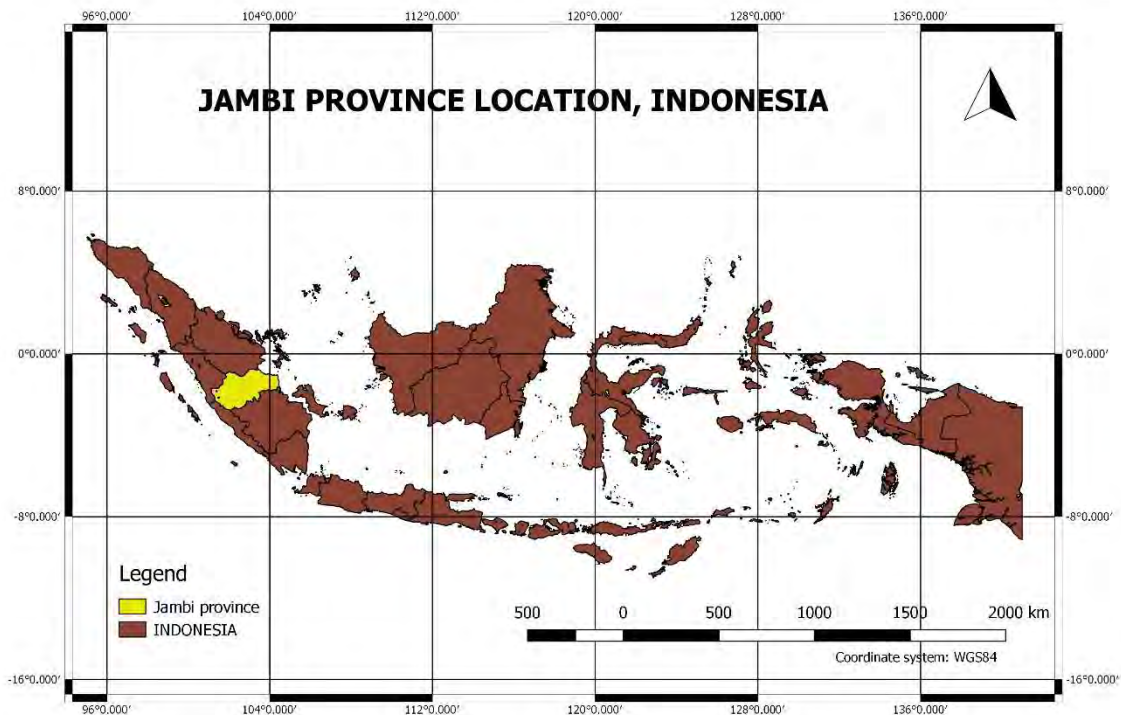 96°0.000' 104°0.000' 112°0.000' 120°0.000' 128°0.000' 136°0.000'
JAMBI PROVINCE LOCATION, INDONESIA
8°0.000' 8°0.000'
0°0.000' 0°0.000'
-8°0.000' -8°0.000'
Legend
Jambi province
INDONESIA
500 0 500 1000 1500 2000 km
Coordinate system: WGS84
-16°0.000' -16°0.000'
96°0.000' 104°0.000' 112°0.000' 120°0.000' 128°0.000' 136°0.000'